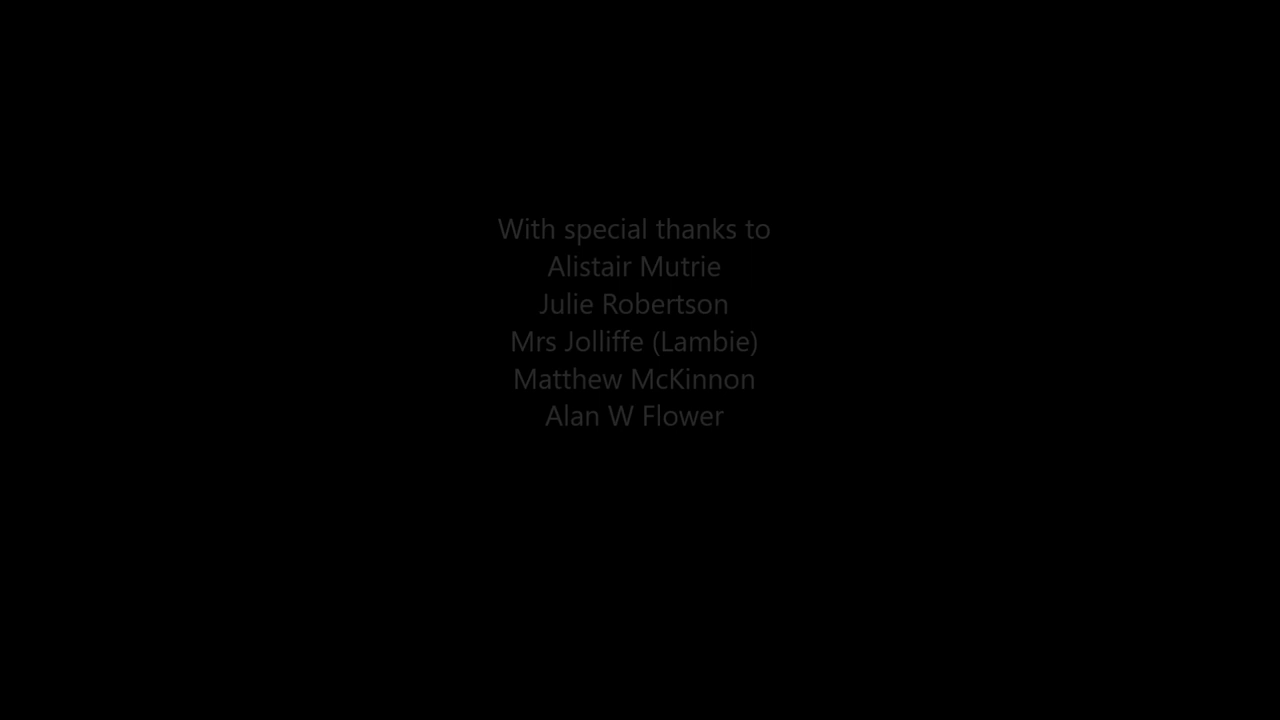 With special thanks to
Alistair Mutrie
Julie Robertson
Mrs Jolliffe (Lambie)
Matthew McKinnon
Alan W Flower